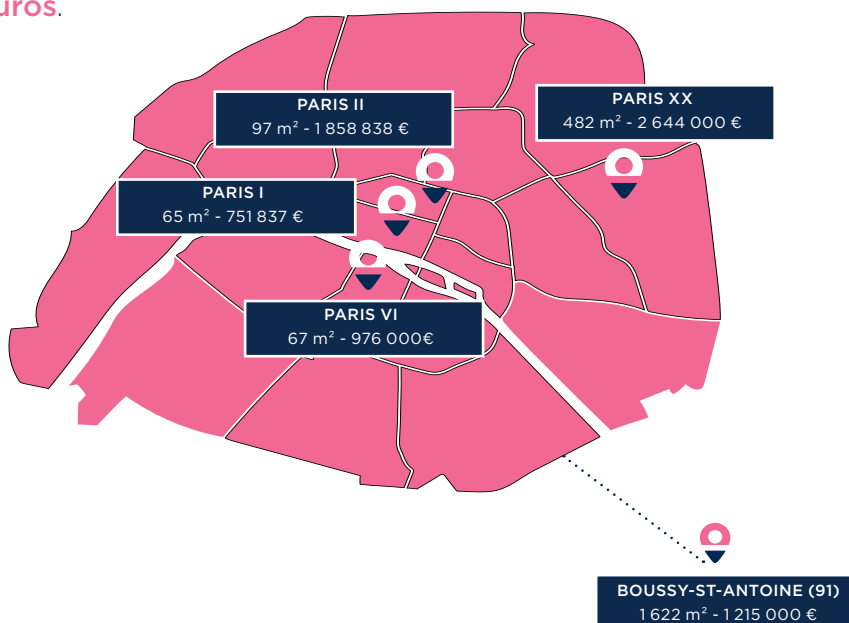 uros.
PARIS II
97 m² - 1 858 838 €
PARIS XX
482 m² - 2 644 000 €
PARIS I
65 m² - 751 837 €
PARIS VI
67 m² - 976 000€
BOUSSY-ST-ANTOINE (91)
1 622 m² - 1 215 000 €